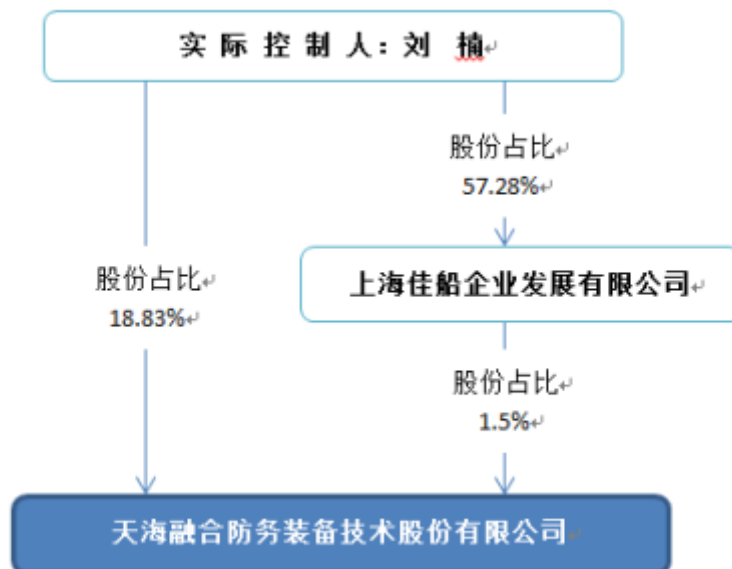 实 际 控 制 人：刘 楠
股份占比
57.28%
上海佳船企业发展有限公司
股份占比
18.83%
股份占比
1.5%
天海融合防务装备技术股份有限公司